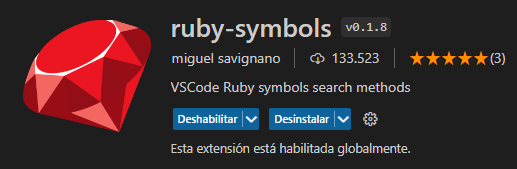 ruby-symbols v0.1.8
miguel savignano 133.523 (3)
VSCode Ruby symbols search methods
Deshabilitar Desinstalar
Esta extensión está habilitada globalmente.